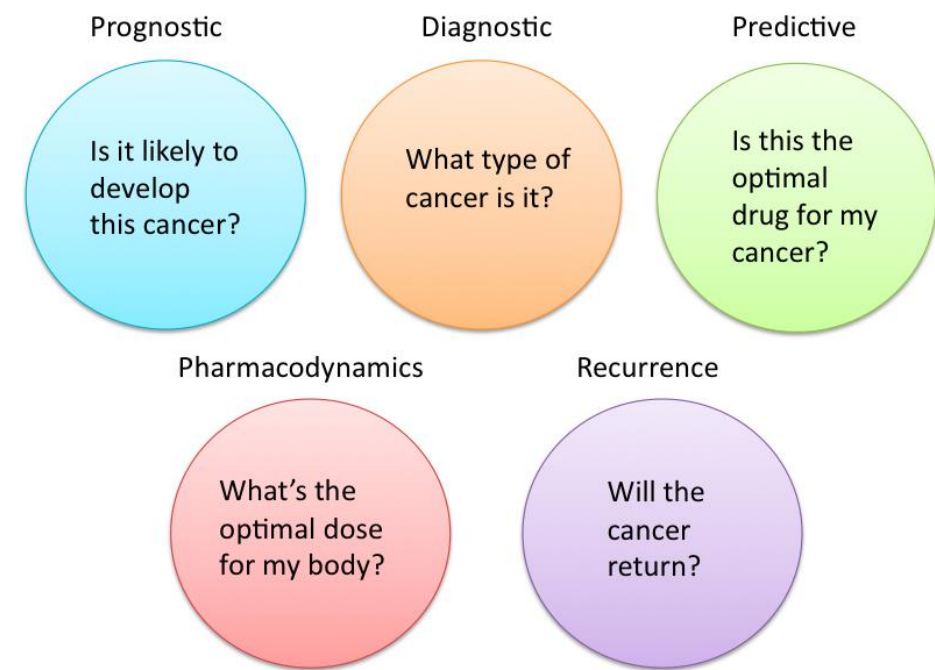 Prognostic
Diagnostic
Predictive
Is it likely to
develop
this cancer?
What type of
cancer is it?
Is this the
optimal
drug for my
cancer?
Pharmacodynamics
Recurrence
What’s the
optimal dose
for my body?
Will the
cancer
return?